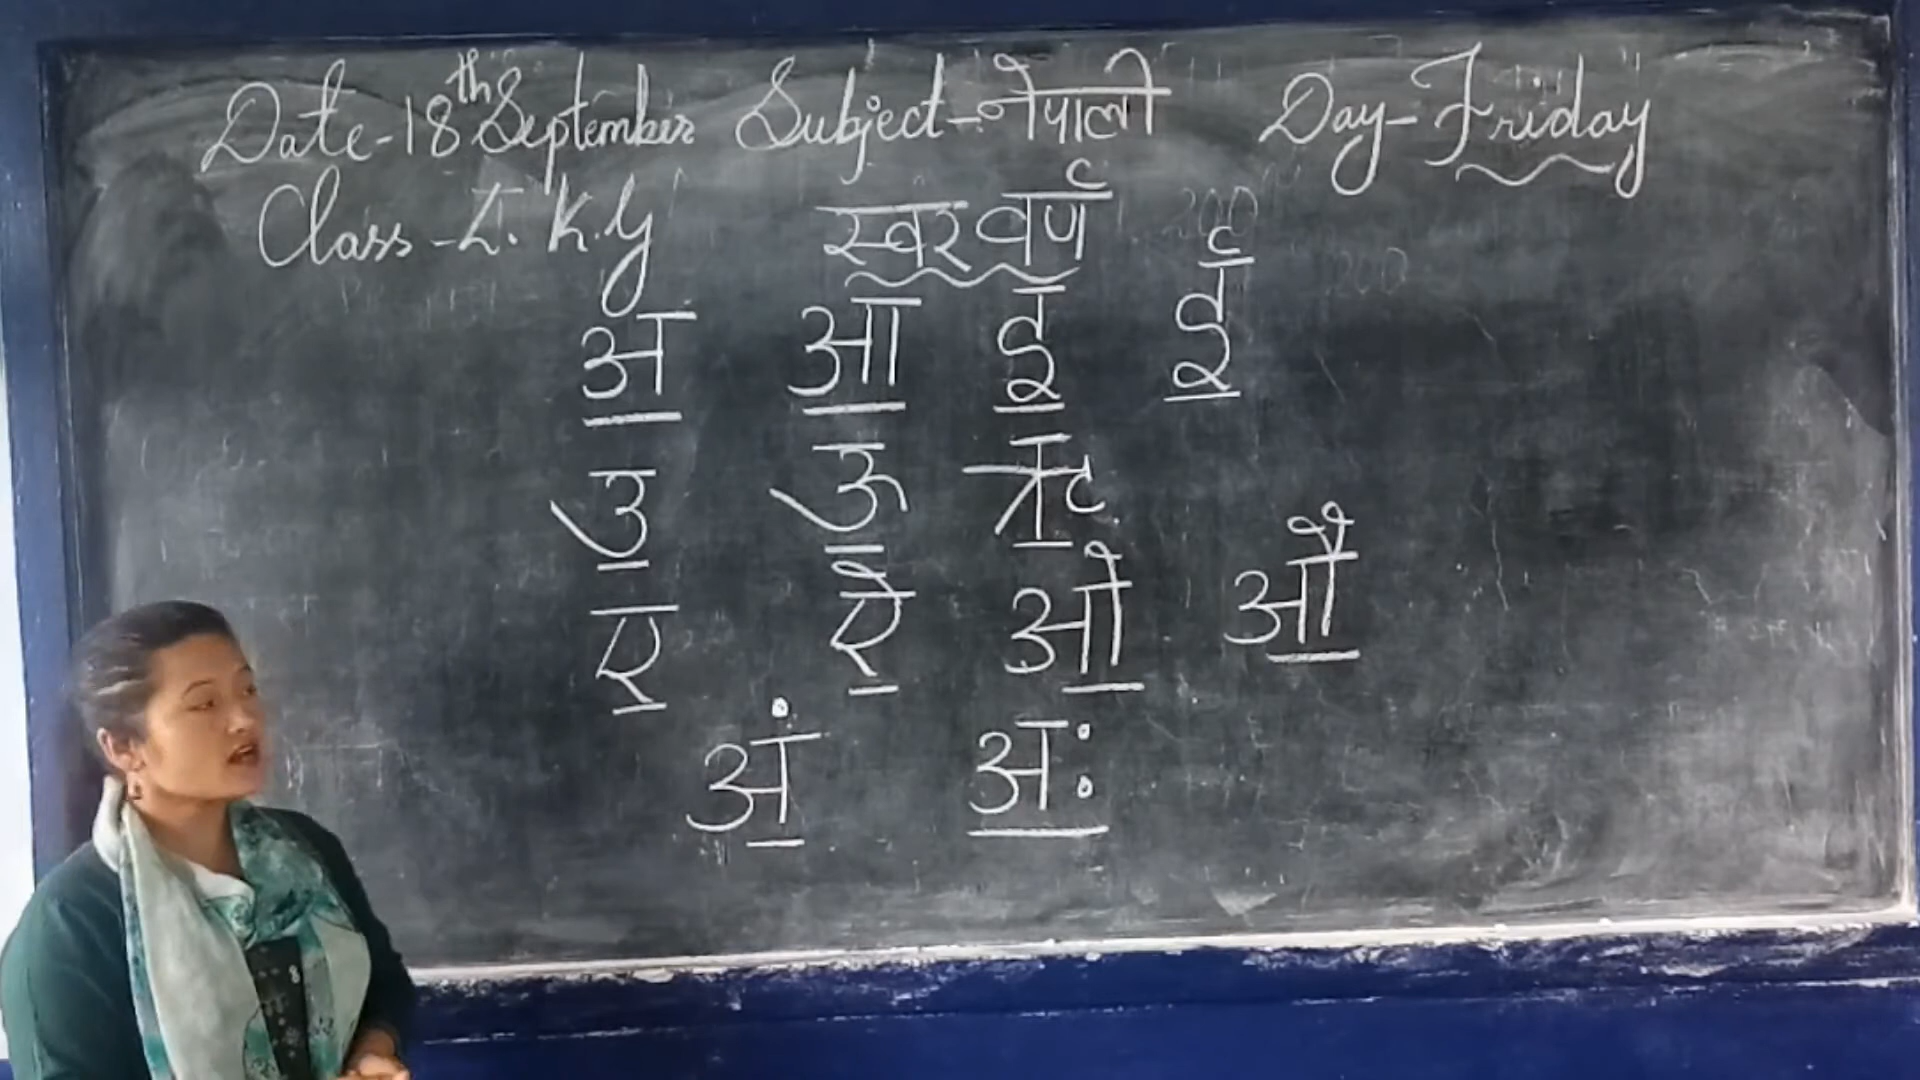 Date-18th September Subject-नेपाली Day-Friday
Class-L.K.G
स्वरवर्ण
अ आ इ ई
उ ऊ ऋ
ए ऐ ओ औ
अं अः